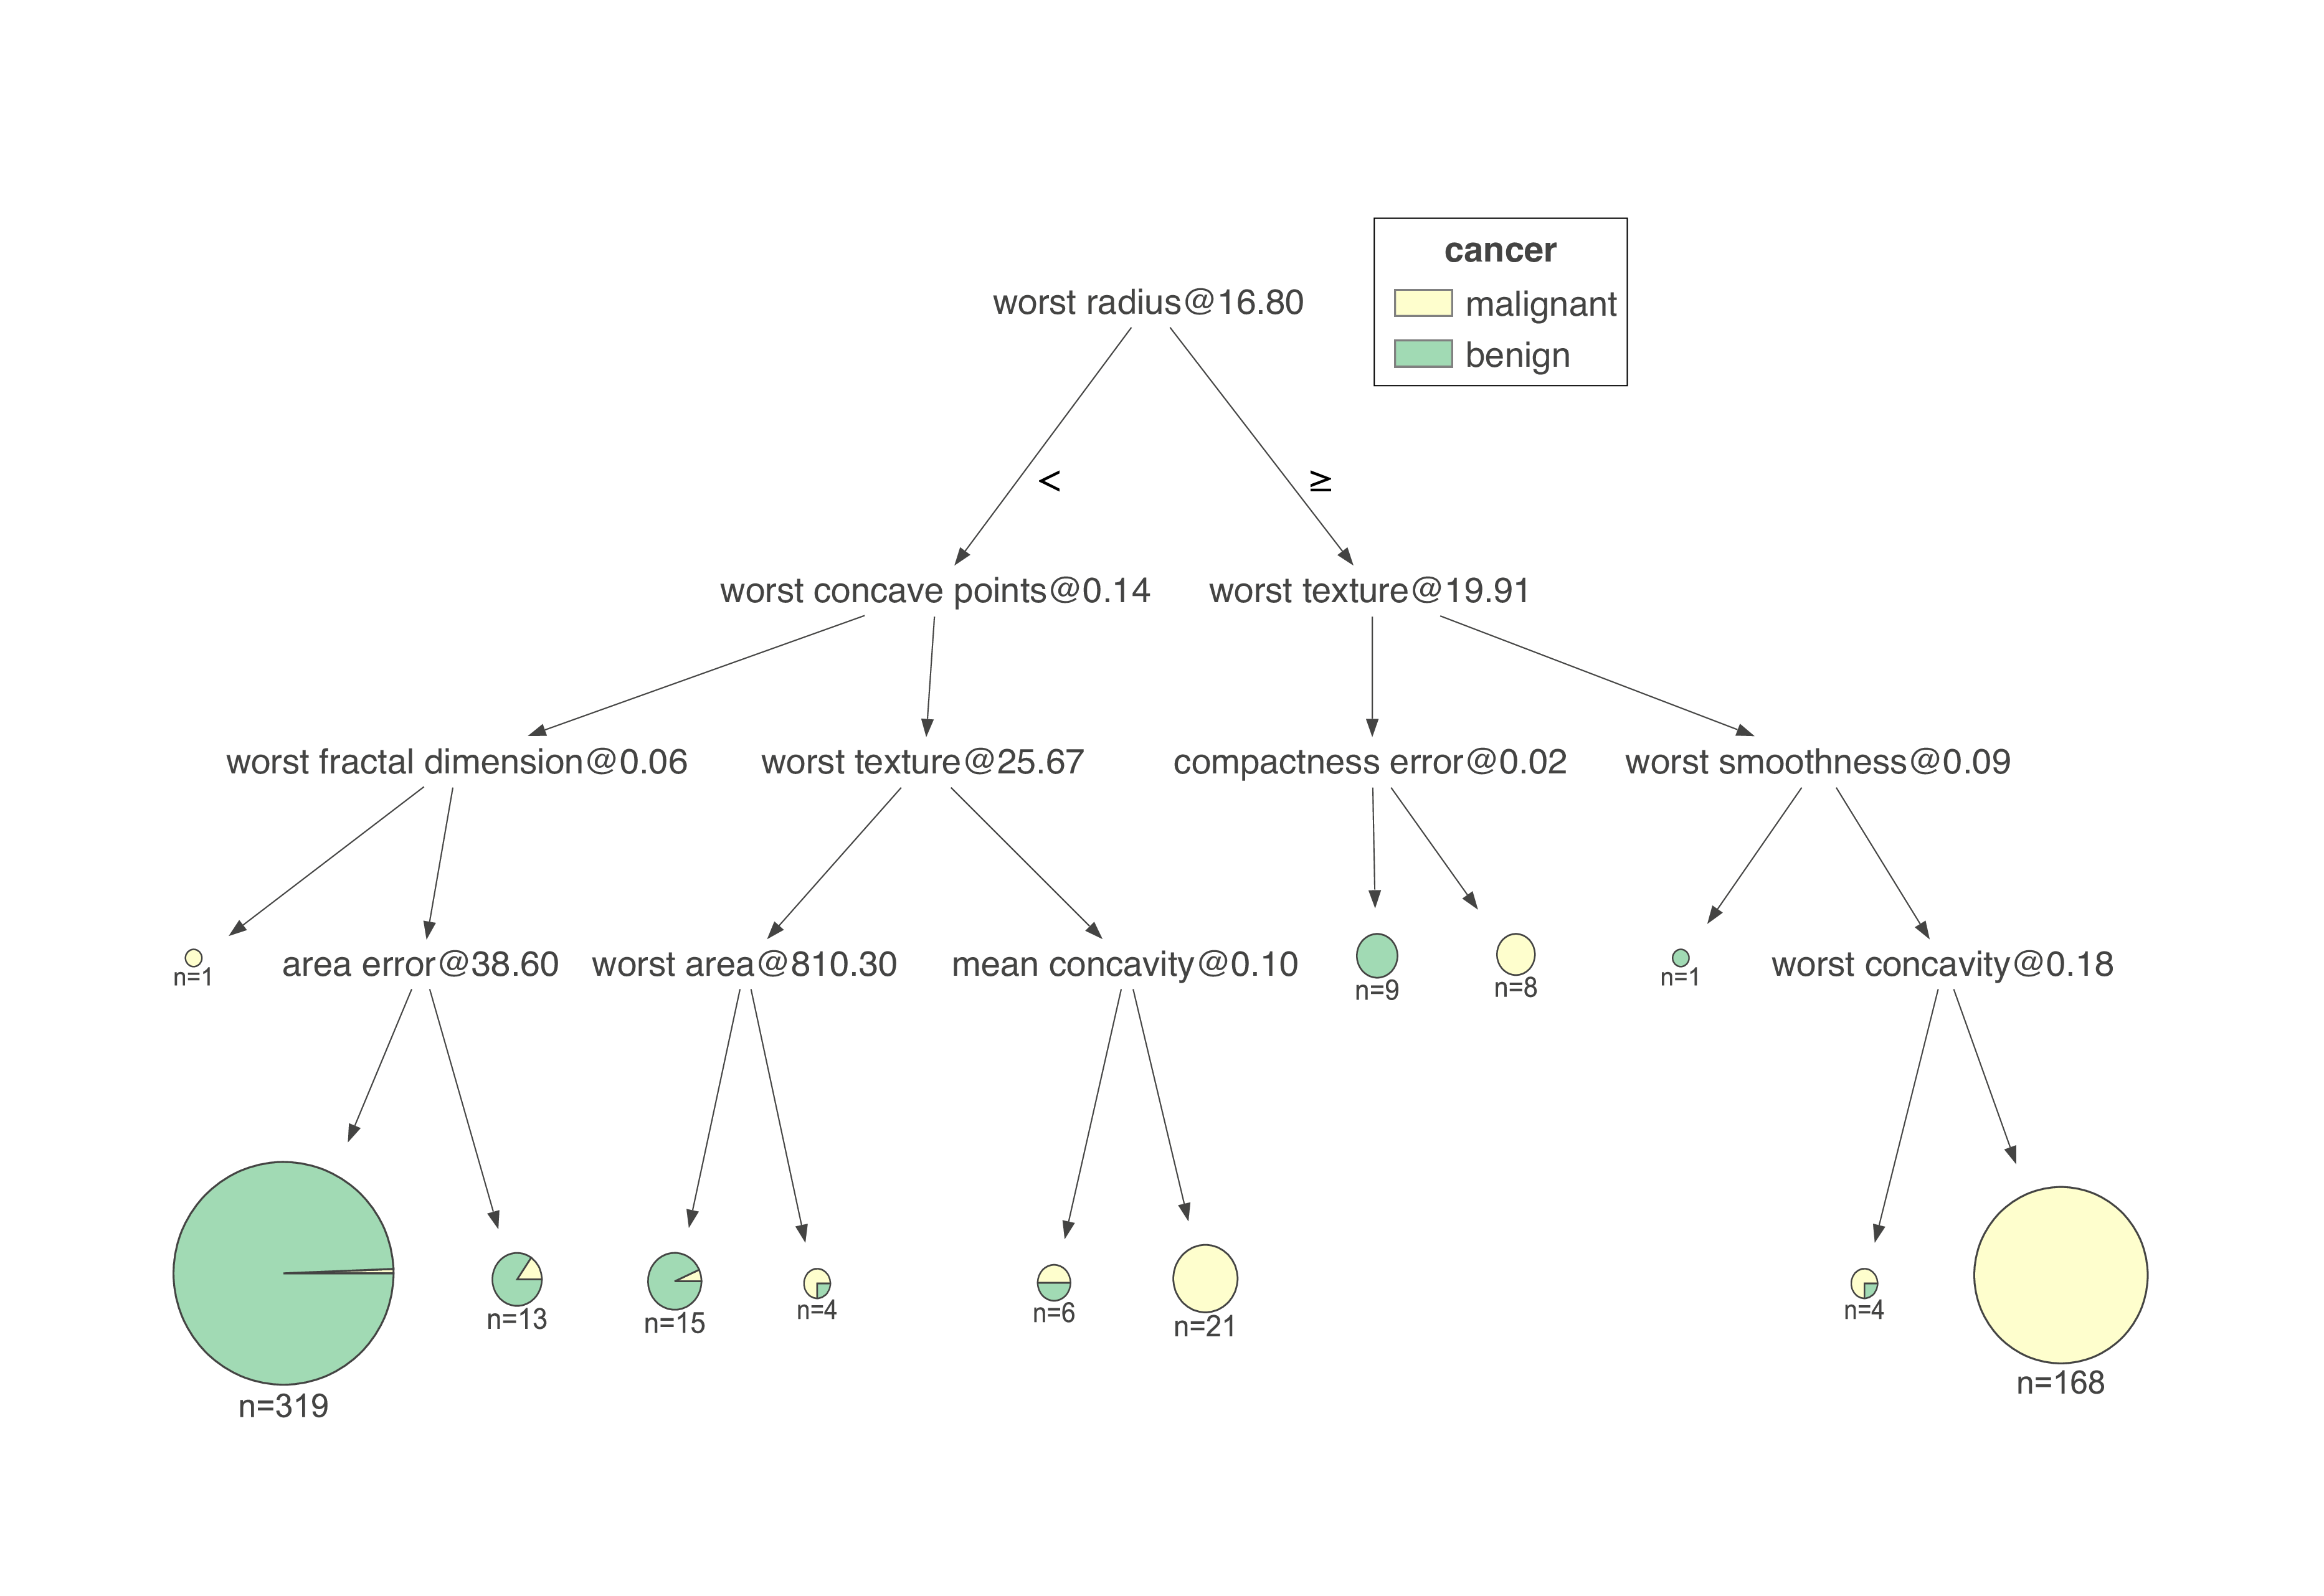 cancer
worst radius@16.80
malignant
benign
<
≥
worst concave points@0.14
worst texture@19.91
worst fractal dimension@0.06
worst texture@25.67
compactness error@0.02
worst smoothness@0.09
n=1
area error@38.60
worst area@810.30
mean concavity@0.10
n=9
n=8
n=1
worst concavity@0.18
n=319
n=13
n=15
n=4
n=6
n=21
n=4
n=168